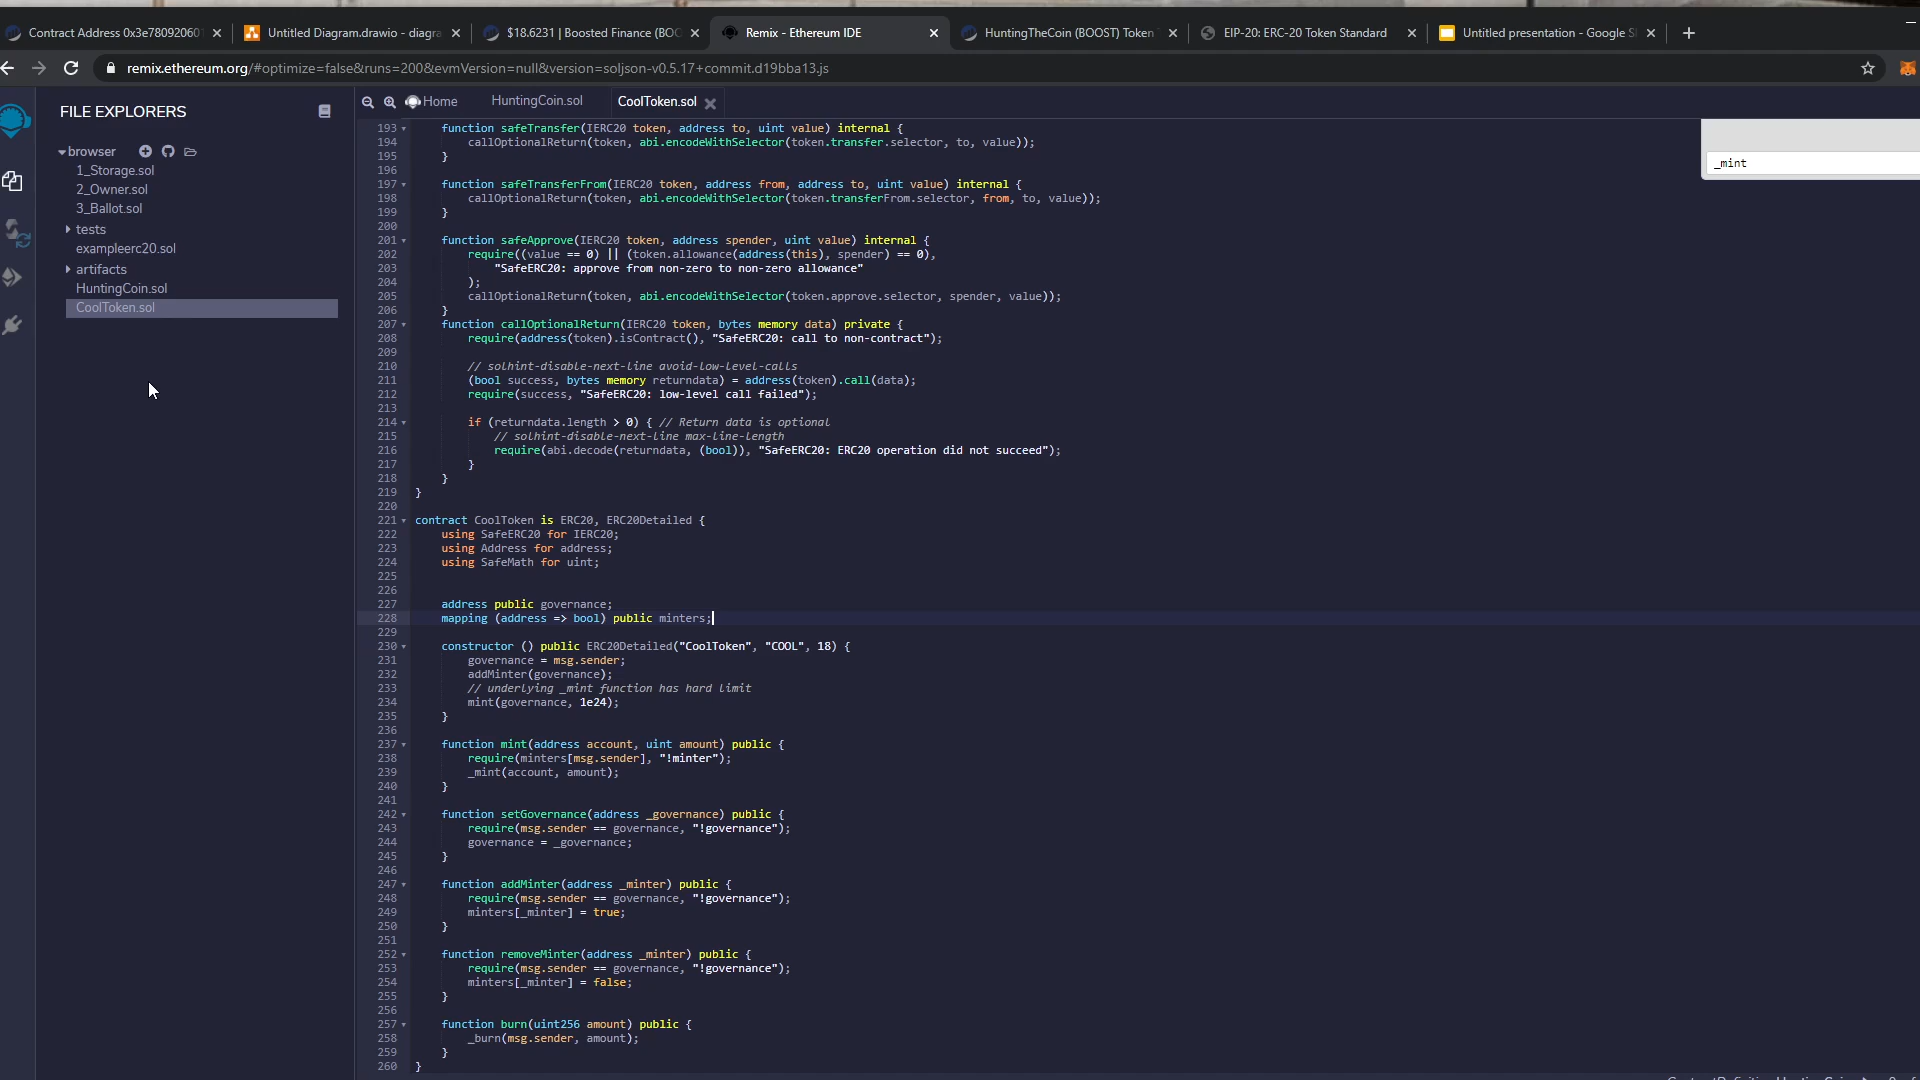 Contract Address 0x3e780920601
Untitled Diagram.drawio - diagra
$18.6231 | Boosted Finance (BOO
Remix - Ethereum IDE
HuntingTheCoin (BOOST) Token
EIP-20: ERC-20 Token Standard
Untitled presentation - Google Sl
remix.ethereum.org/#optimize=false&runs=200&evmVersion=null&version=soljson-v0.5.17+commit.d19bba13.js
FILE EXPLORERS
browser
1_Storage.sol
2_Owner.sol
3_Ballot.sol
tests
exampleerc20.sol
artifacts
HuntingCoin.sol
CoolToken.sol
Home
HuntingCoin.sol
CoolToken.sol
_mint
193 function safeTransfer(IERC20 token, address to, uint value) internal {
194 callOptionalReturn(token, abi.encodeWithSelector(token.transfer.selector, to, value));
195 }
196
197 function safeTransferFrom(IERC20 token, address from, address to, uint value) internal {
198 callOptionalReturn(token, abi.encodeWithSelector(token.transferFrom.selector, from, to, value));
199 }
200
201 function safeApprove(IERC20 token, address spender, uint value) internal {
202 require((value == 0) || (token.allowance(address(this), spender) == 0),
203 "SafeERC20: approve from non-zero to non-zero allowance"
204 );
205 callOptionalReturn(token, abi.encodeWithSelector(token.approve.selector, spender, value));
206 }
207 function callOptionalReturn(IERC20 token, bytes memory data) private {
208 require(address(token).isContract(), "SafeERC20: call to non-contract");
209
210 // solhint-disable-next-line avoid-low-level-calls
211 (bool success, bytes memory returndata) = address(token).call(data);
212 require(success, "SafeERC20: low-level call failed");
213
214 if (returndata.length > 0) { // Return data is optional
215 // solhint-disable-next-line max-line-length
216 require(abi.decode(returndata, (bool)), "SafeERC20: ERC20 operation did not succeed");
217 }
218 }
219 }
220
221 contract CoolToken is ERC20, ERC20Detailed {
222 using SafeERC20 for IERC20;
223 using Address for address;
224 using SafeMath for uint;
225
226
227 address public governance;
228 mapping (address => bool) public minters;
229
230 constructor () public ERC20Detailed("CoolToken", "COOL", 18) {
231 governance = msg.sender;
232 addMinter(governance);
233 // underlying _mint function has hard limit
234 mint(governance, 1e24);
235 }
236
237 function mint(address account, uint amount) public {
238 require(minters[msg.sender], "!minter");
239 _mint(account, amount);
240 }
241
242 function setGovernance(address _governance) public {
243 require(msg.sender == governance, "!governance");
244 governance = _governance;
245 }
246
247 function addMinter(address _minter) public {
248 require(msg.sender == governance, "!governance");
249 minters[_minter] = true;
250 }
251
252 function removeMinter(address _minter) public {
253 require(msg.sender == governance, "!governance");
254 minters[_minter] = false;
255 }
256
257 function burn(uint256 amount) public {
258 _burn(msg.sender, amount);
259 }
260 }